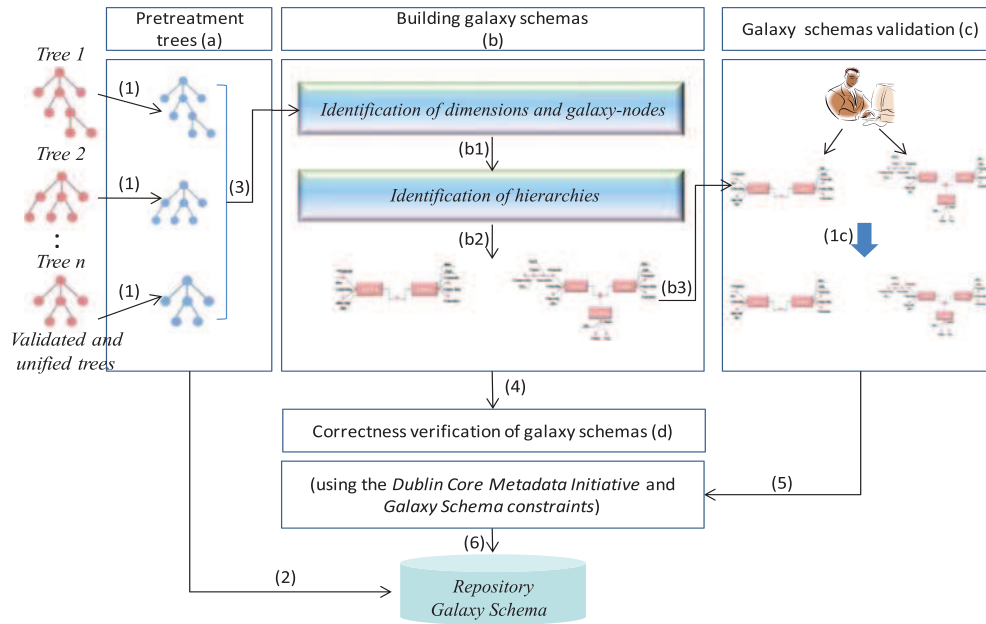 Pretreatment
trees (a)
Building galaxy schemas
(b)
Galaxy schemas validation (c)
Tree 1
(1)
Tree 2
(1)
:
Tree n
(1)
Validated and
unified trees
(3)
Identification of dimensions and galaxy-nodes
(b1)
Identification of hierarchies
(b2)
(b3)
(1c)
(4)
Correctness verification of galaxy schemas (d)
(using the Dublin Core Metadata Initiative and
Galaxy Schema constraints)
(5)
(6)
(2)
Repository
Galaxy Schema